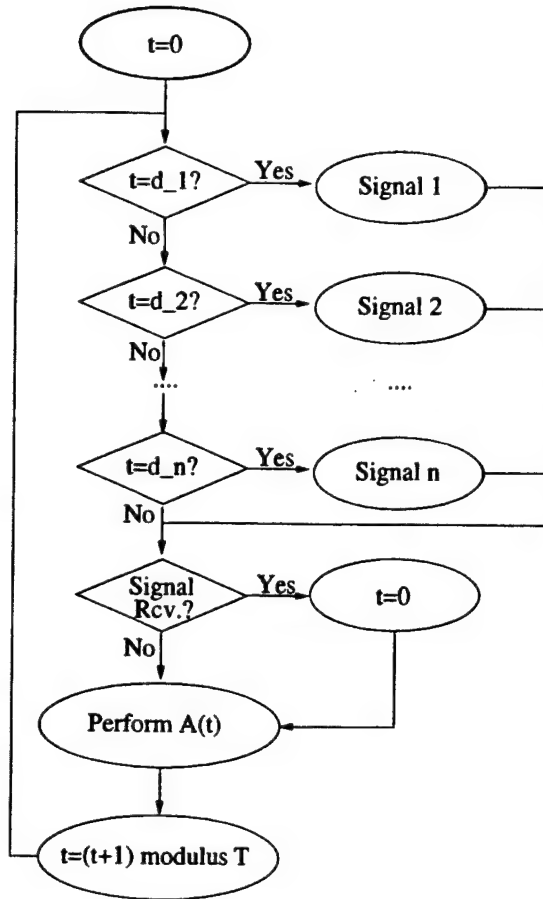 t=0
t=d_1?
Yes
Signal 1
No
t=d_2?
Yes
Signal 2
No
....
....
t=d_n?
Yes
Signal n
No
Signal
Rcv.?
Yes
t=0
No
Perform A(t)
t=(t+1) modulus T